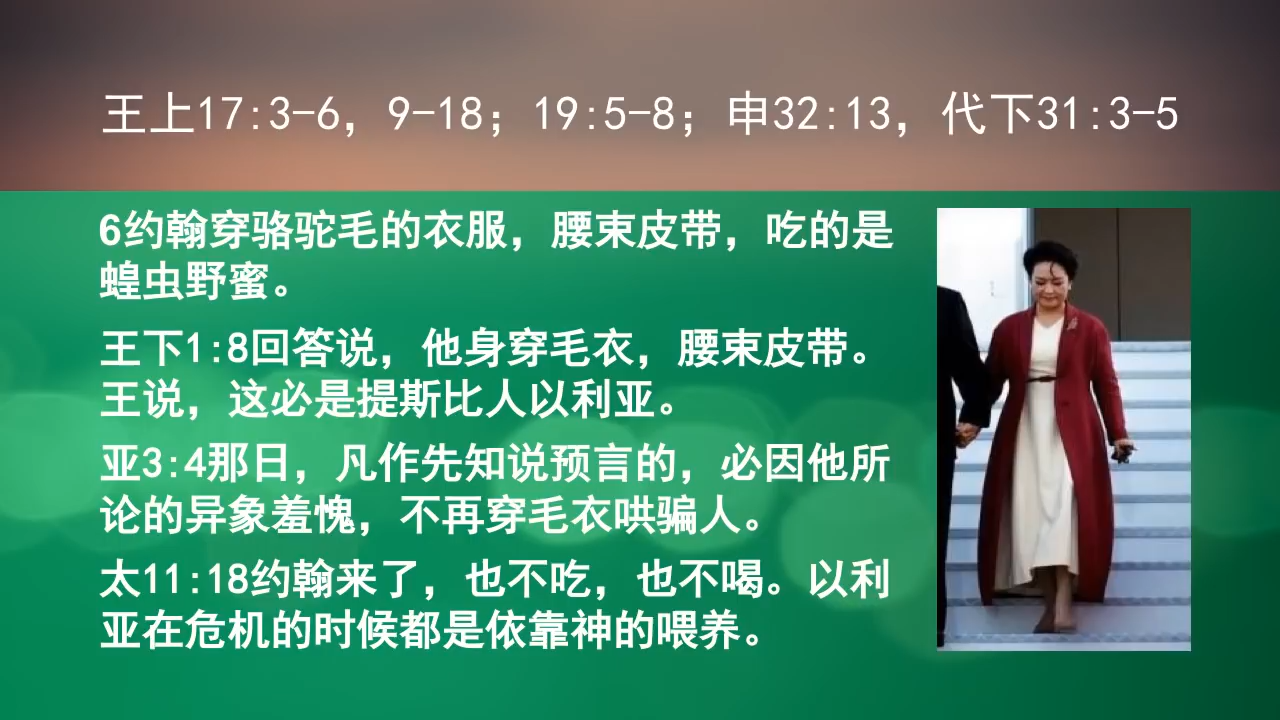 王上17:3-6，9-18；19:5-8；申32:13，代下31:3-5
6约翰穿骆驼毛的衣服，腰束皮带，吃的是
蝗虫野蜜。
王下1:8回答说，他身穿毛衣，腰束皮带。
王说，这必是提斯比人以利亚。
亚3:4那日，凡作先知说预言的，必因他所
论的异象羞愧，不再穿毛衣哄骗人。
太11:18约翰来了，也不吃，也不喝。以利
亚在危机的时候都是依靠神的喂养。